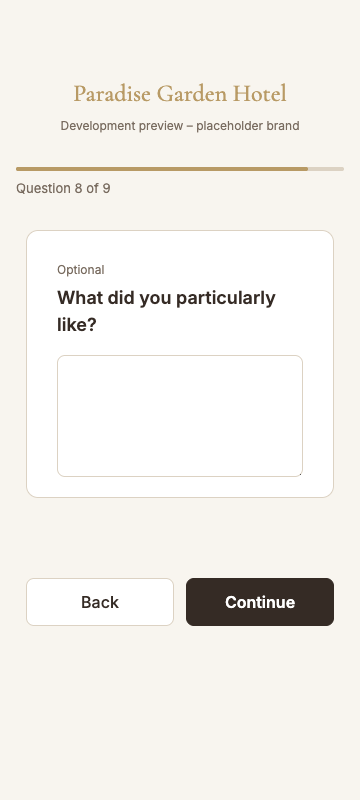 Paradise Garden Hotel
Development preview – placeholder brand
Question 8 of 9
Optional
What did you particularly
like?
Back
Continue